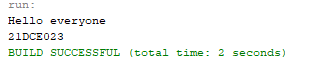 run:
Hello everyone
21DCE023
BUILD SUCCESSFUL (total time: 2 seconds)